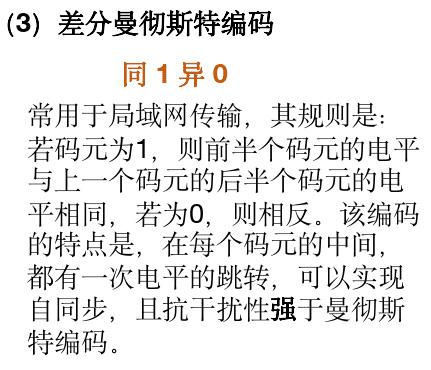 (3) 差分曼彻斯特编码
同 1 异 0
常用于局域网传输，其规则是：
若码元为1，则前半个码元的电平
与上一个码元的后半个码元的电
平相同，若为0，则相反。该编码
的特点是，在每个码元的中间，
都有一次电平的跳转，可以实现
自同步，且抗干扰性强于曼彻斯
特编码。